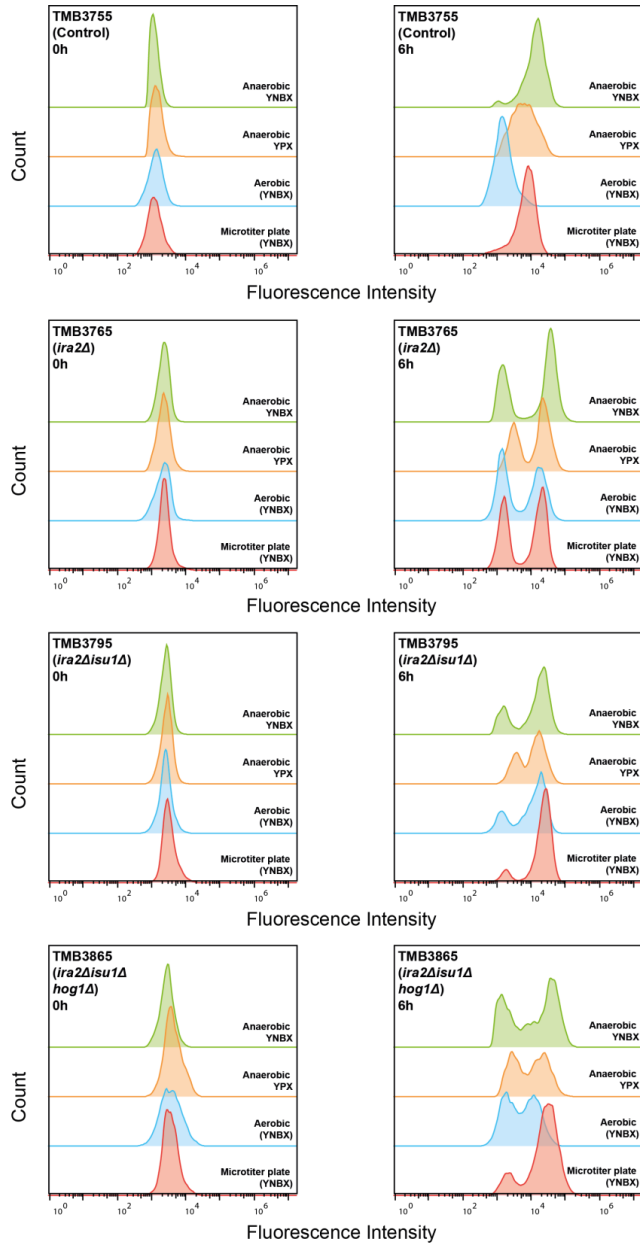 TMB3755
(Control)
0h
Anaerobic
YNBX
Anaerobic
YPX
Aerobic
(YNBX)
Microtiter plate
(YNBX)
Count
10^0 10^2 10^4 10^6
Fluorescence Intensity
TMB3755
(Control)
6h
Anaerobic
YNBX
Anaerobic
YPX
Aerobic
(YNBX)
Microtiter plate
(YNBX)
Count
10^0 10^2 10^4 10^6
Fluorescence Intensity
TMB3765
(ira2Δ)
0h
Anaerobic
YNBX
Anaerobic
YPX
Aerobic
(YNBX)
Microtiter plate
(YNBX)
Count
10^0 10^2 10^4 10^6
Fluorescence Intensity
TMB3765
(ira2Δ)
6h
Anaerobic
YNBX
Anaerobic
YPX
Aerobic
(YNBX)
Microtiter plate
(YNBX)
Count
10^0 10^2 10^4 10^6
Fluorescence Intensity
TMB3795
(ira2Δisu1Δ)
0h
Anaerobic
YNBX
Anaerobic
YPX
Aerobic
(YNBX)
Microtiter plate
(YNBX)
Count
10^0 10^2 10^4 10^6
Fluorescence Intensity
TMB3795
(ira2Δisu1Δ)
6h
Anaerobic
YNBX
Anaerobic
YPX
Aerobic
(YNBX)
Microtiter plate
(YNBX)
Count
10^0 10^2 10^4 10^6
Fluorescence Intensity
TMB3865
(ira2Δisu1Δ
hog1Δ)
0h
Anaerobic
YNBX
Anaerobic
YPX
Aerobic
(YNBX)
Microtiter plate
(YNBX)
Count
10^0 10^2 10^4 10^6
Fluorescence Intensity
TMB3865
(ira2Δisu1Δ
hog1Δ)
6h
Anaerobic
YNBX
Anaerobic
YPX
Aerobic
(YNBX)
Microtiter plate
(YNBX)
Count
10^0 10^2 10^4 10^6
Fluorescence Intensity